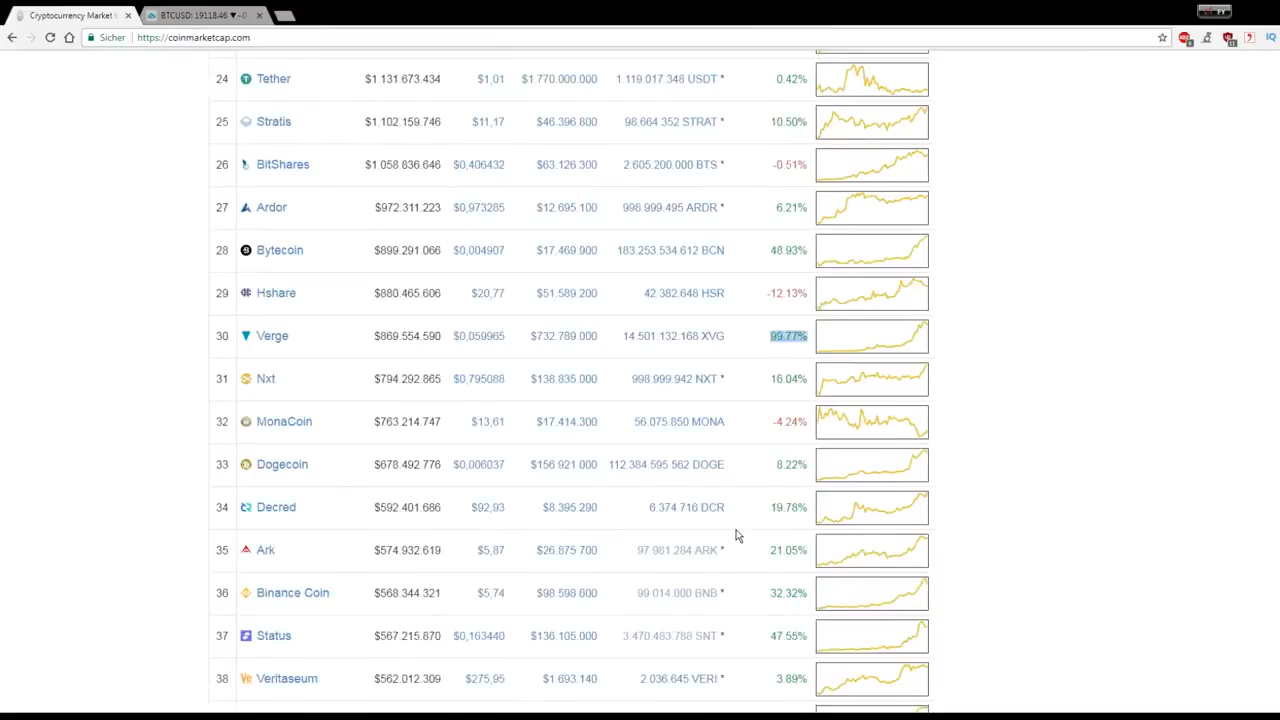 Cryptocurrency Market
BTCUSD: 19118.46 ▼−0
Sicher https://coinmarketcap.com
24 Tether $1 131 673 434 $1,01 $1 770 000 000 1 119 017 348 USDT * 0.42%
25 Stratis $1 102.159.746 $11,17 $46.396 800 98.664 352 STRAT * 10.50%
26 BitShares $1 058 836 646 $0,406432 $63 126 300 2 605 200 000 BTS * -0.51%
27 Ardor $972 311.223 $0,973285 $12 695 100 998 999 495 ARDR * 6.21%
28 Bytecoin $899.291 066 $0,004907 $17 469 900 183 253 534 612 BCN 48.93%
29 Hshare $880 465 606 $20,77 $51.589 200 42 382 648 HSR -12.13%
30 Verge $869 554 590 $0,059965 $732.789 000 14 501 132 168 XVG 99.77%
31 Nxt $794 292 865 $0,795088 $138 835 000 998 999 942 NXT * 16.04%
32 MonaCoin $763.214.747 $13,61 $17 414 300 56 075 850 MONA -4.24%
33 Dogecoin $678 492 776 $156 921 000 112 384 595 562 DOGE 8.22%
34 Decred $592 401 686 $92,93 $8.395 290 6 374 716 DCR 19.78%
35 Ark $574 932 619 $5,87 $26 875 700 97 981 284 ARK * 21.05%
36 Binance Coin $568 344 321 $5,74 $98 598 600 99 014 000 BNB * 32.32%
37 Status $567 215 870 $0,163440 $136 105 000 3 470 483 788 SNT * 47.55%
38 Veritaseum $562 012 309 $1 693 140 2 036 645 VERI * 3.89%